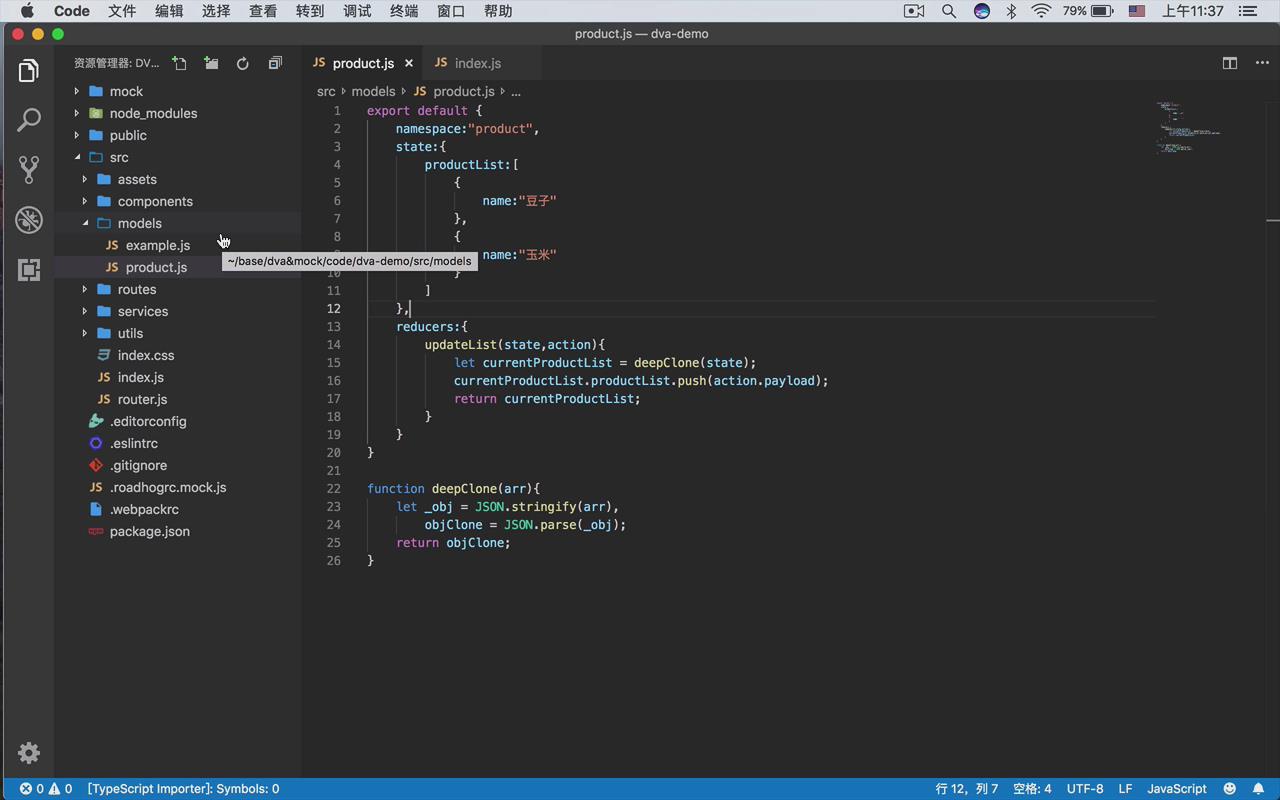 Code 文件 编辑 选择 查看 转到 调试 终端 窗口 帮助 79% 上午11:37
product.js — dva-demo
资源管理器: DV...
JS product.js × JS index.js
src models JS product.js ...
mock
node_modules
public
src
assets
components
models
JS example.js
JS product.js
~/base/dva&mock/code/dva-demo/src/models
routes
services
utils
index.css
JS index.js
JS router.js
.editorconfig
.eslintrc
.gitignore
JS .roadhogrc.mock.js
.webpackrc
package.json
1 export default {
2 namespace:"product",
3 state:{
4 productList:[
5 {
6 name:"豆子"
7 },
8 {
name:"玉米"
10 }
11 ]
12 },
13 reducers:{
14 updateList(state,action){
15 let currentProductList = deepClone(state);
16 currentProductList.productList.push(action.payload);
17 return currentProductList;
18 }
19 }
20 }
21
22 function deepClone(arr){
23 let _obj = JSON.stringify(arr),
24 objClone = JSON.parse(_obj);
25 return objClone;
26 }
0 0 [TypeScript Importer]: Symbols: 0 行 12，列 7 空格: 4 UTF-8 LF JavaScript